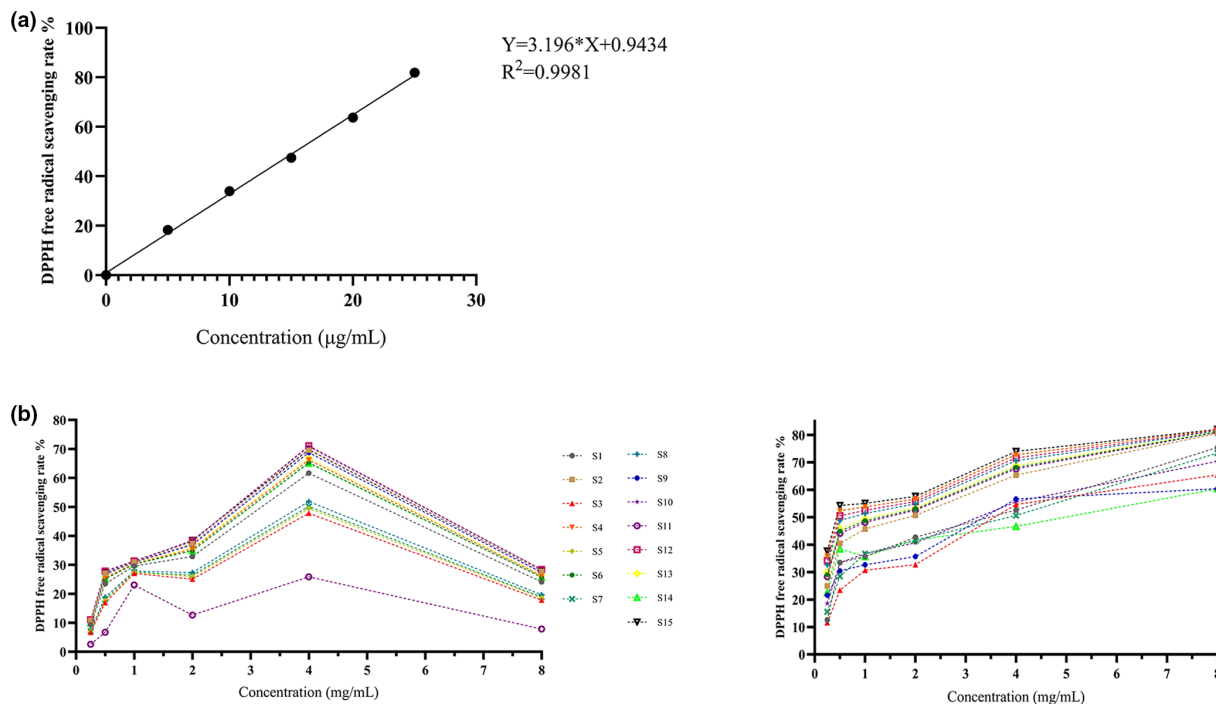 (a)
DPPH free radical scavenging rate %
100
80
60
40
20
0
0 10 20 30
Concentration (μg/mL)
Y=3.196*X+0.9434
R²=0.9981
(b)
DPPH free radical scavenging rate %
80
70
60
50
40
30
20
10
0
0 1 2 3 4 5 6 7 8
Concentration (mg/mL)
S1 S8
S2 S9
S3 S10
S4 S11
S5 S12
S6 S13
S7 S14
S15
DPPH free radical scavenging rate %
80
70
60
50
40
30
20
10
0
0 1 2 3 4 5 6 7 8
Concentration (mg/mL)